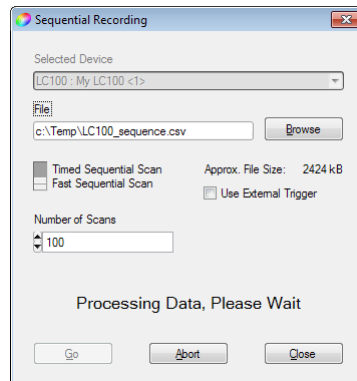 Sequential Recording
Selected Device
LC100 : My LC100 <1>
File
c:\Temp\LC100_sequence.csv
Browse
Timed Sequential Scan
Fast Sequential Scan
Approx. File Size: 2424 kB
Use External Trigger
Number of Scans
100
Processing Data, Please Wait
Go Abort Close